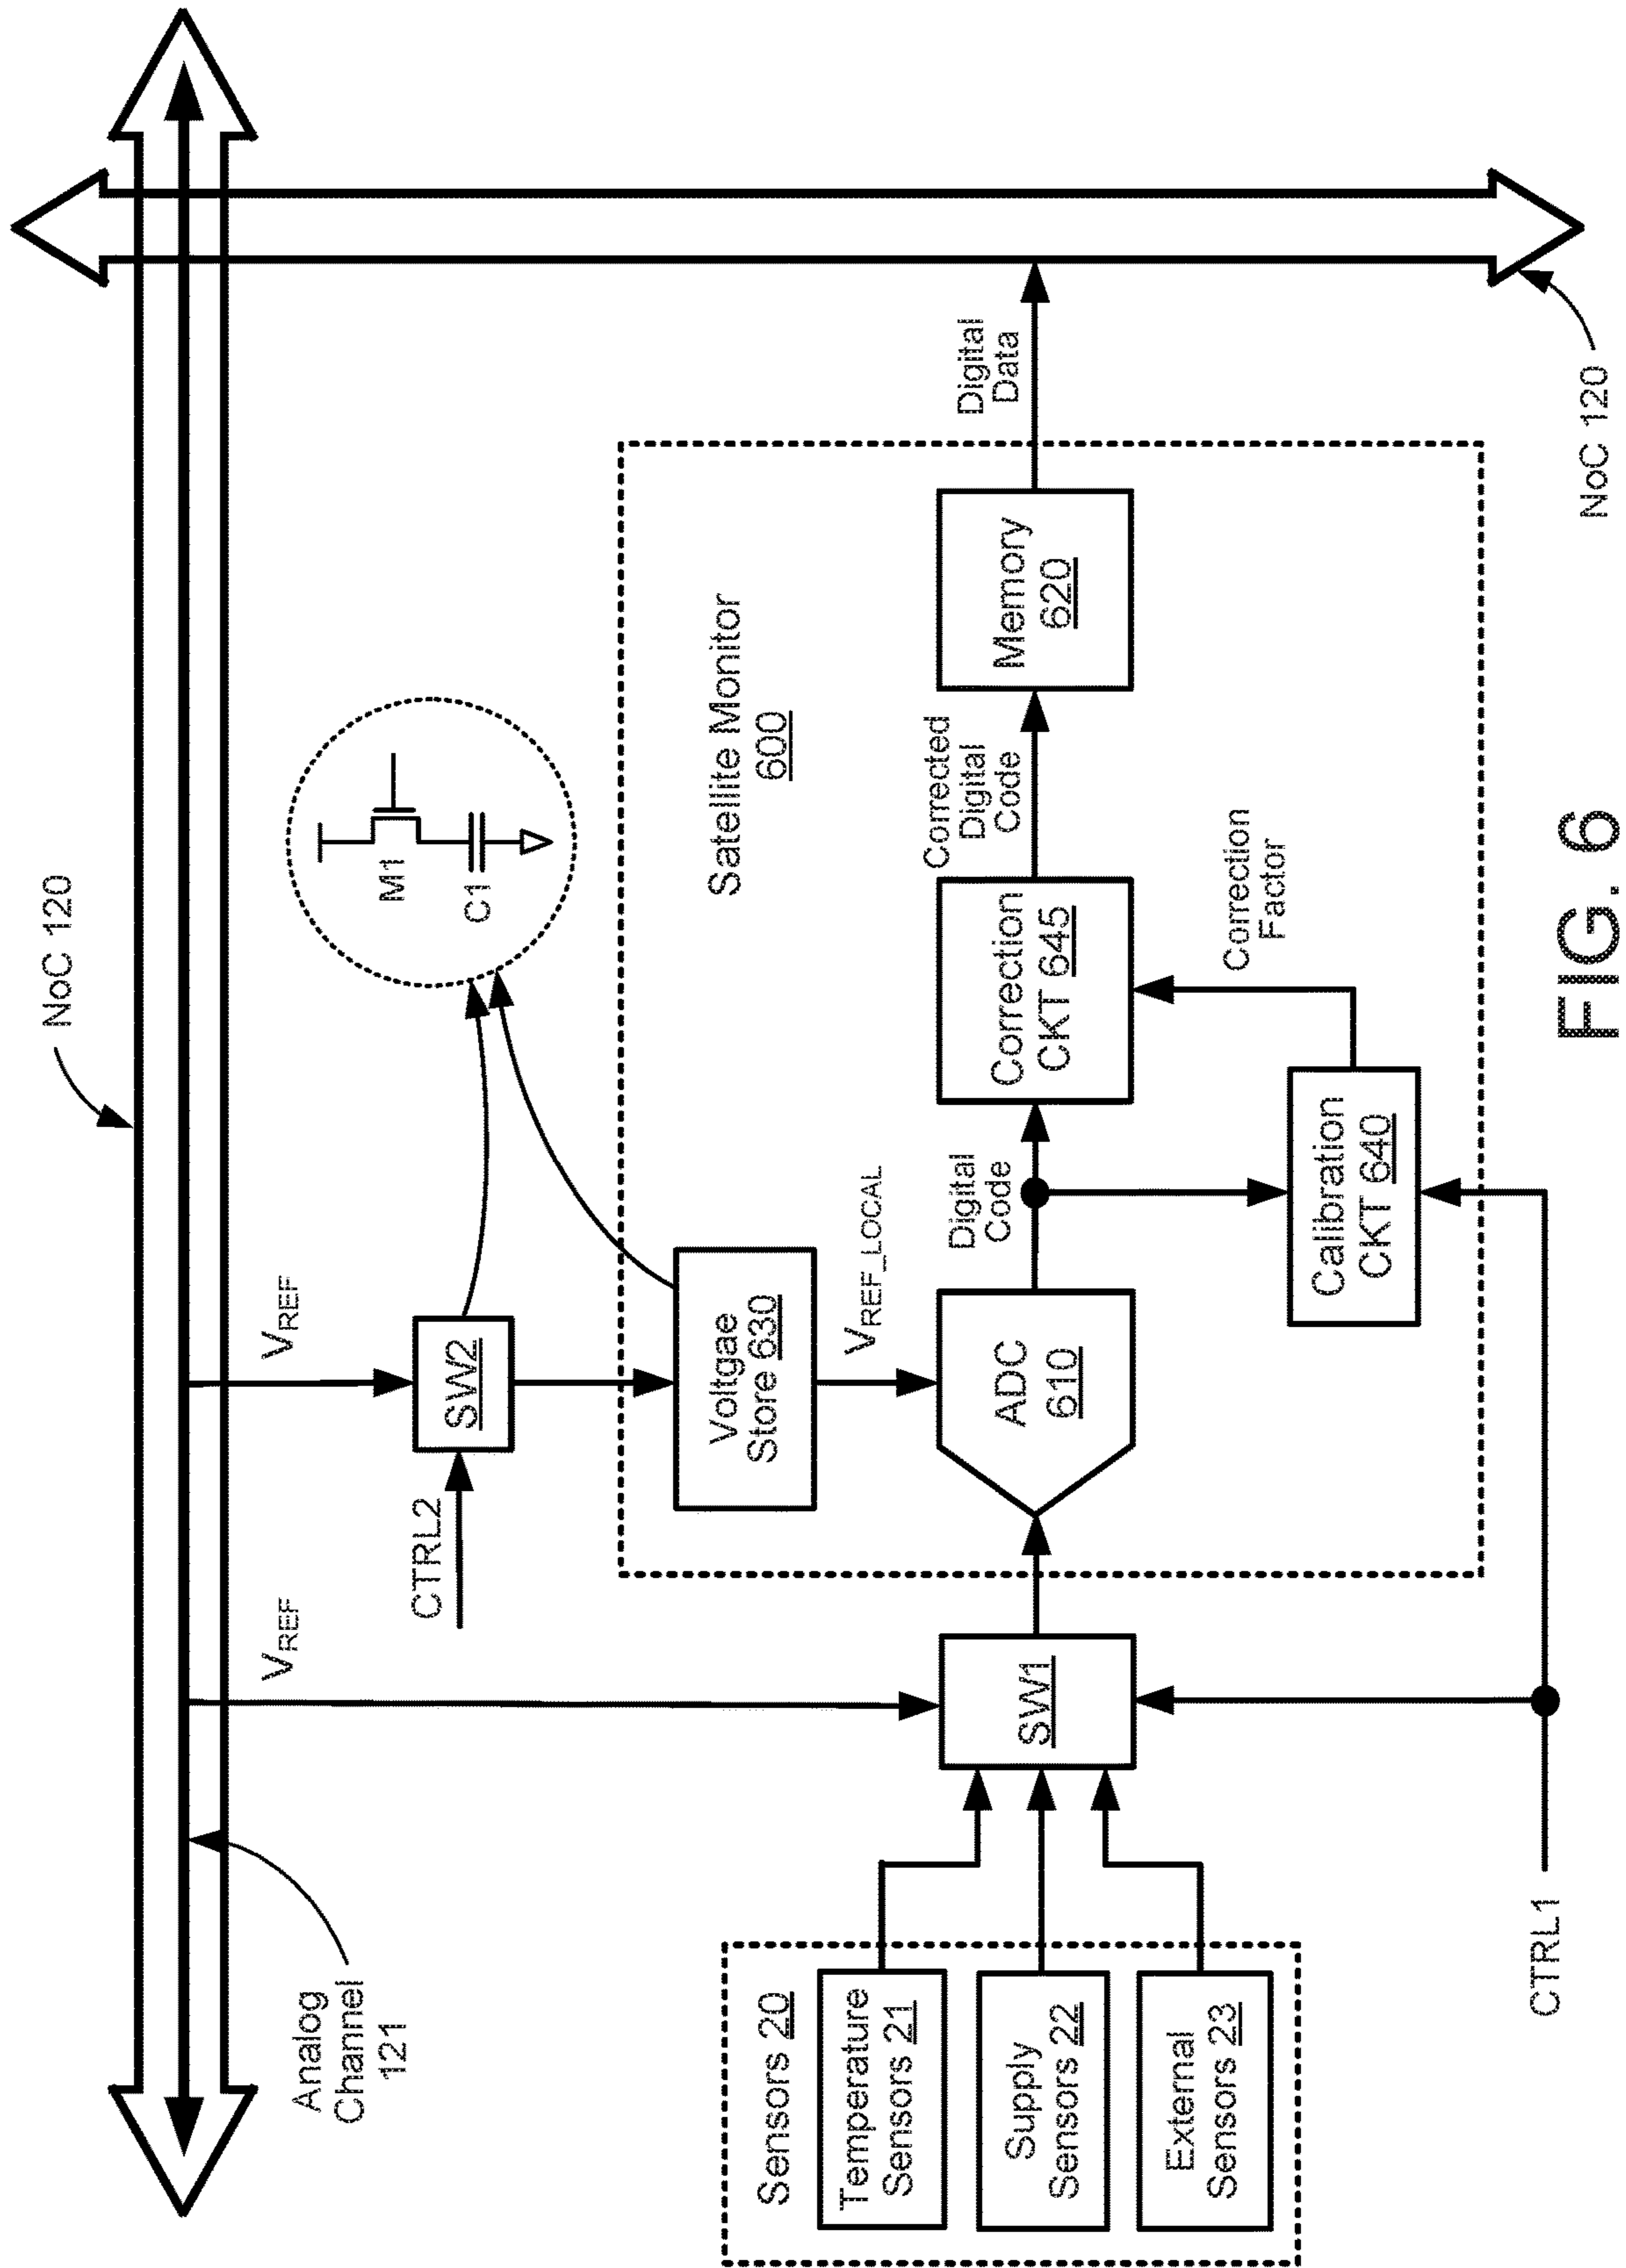 NoC 120
Analog
Channel
121
VREF
VREF
CTRL2
SW2
M1
C1
Satellite Monitor
600
Voltgae
Store 630
VREF_LOCAL
Sensors 20
Temperature
Sensors 21
Supply
Sensors 22
External
Sensors 23
SW1
ADC
610
Digital
Code
Correction
CKT 645
Corrected
Digital
Code
Memory
620
Digital
Data
Calibration
CKT 640
Correction
Factor
CTRL1
NoC 120
FIG. 6